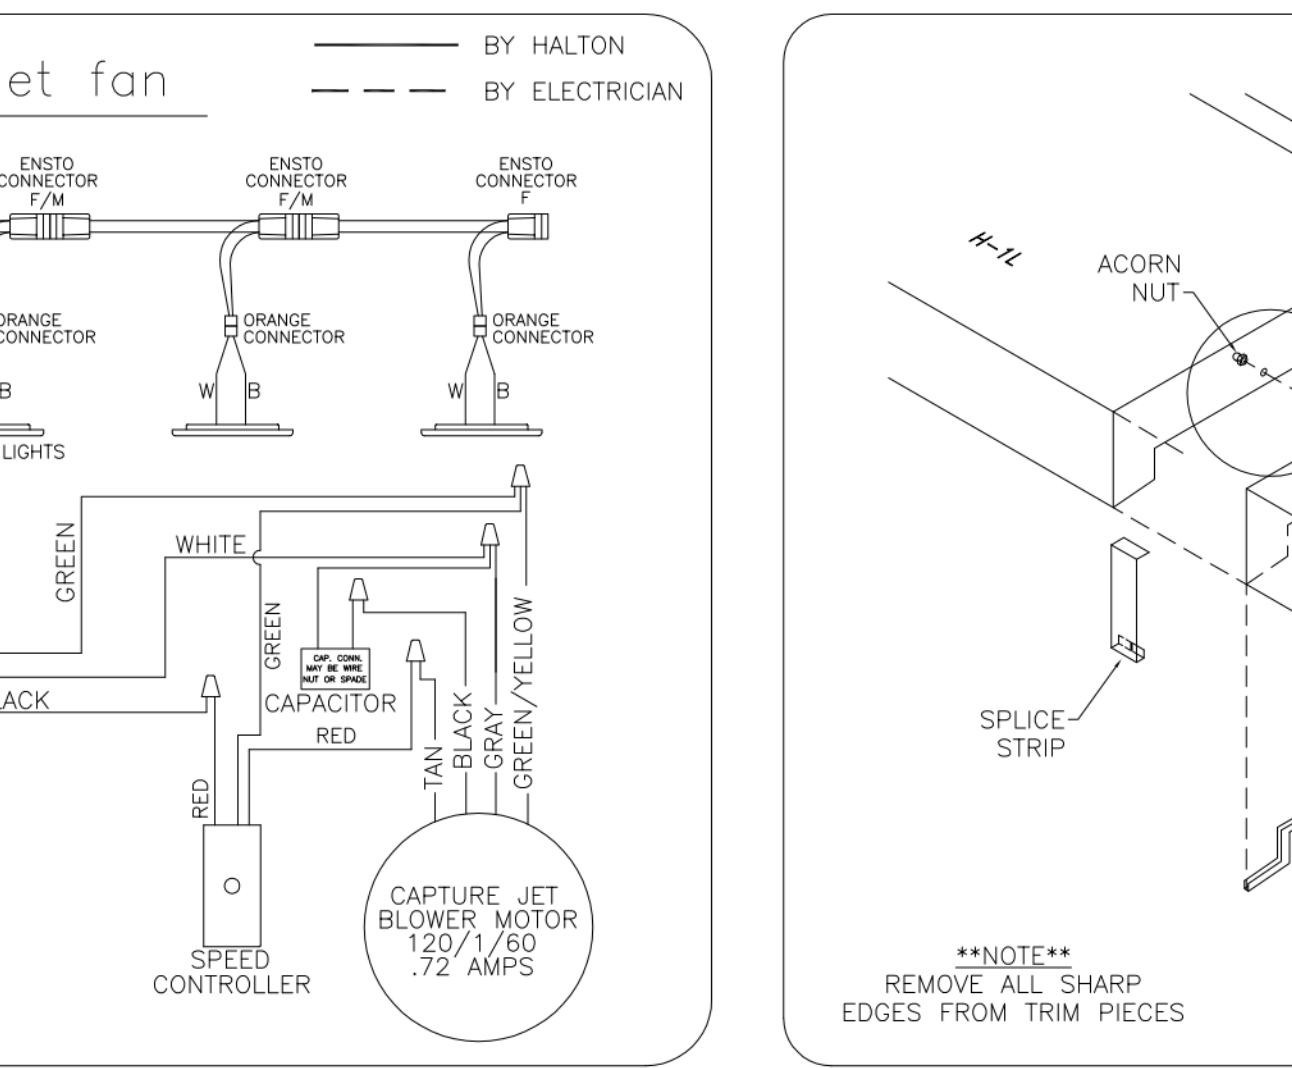 et fan
BY HALTON
BY ELECTRICIAN
ENSTO
CONNECTOR
F/M
ENSTO
CONNECTOR
F/M
ENSTO
CONNECTOR
F
ORANGE
CONNECTOR
ORANGE
CONNECTOR
ORANGE
CONNECTOR
B
W
B
W
B
LIGHTS
GREEN
WHITE
GREEN
CAP. CONN.
MAY BE WIRE
NUT OR SPADE
CAPACITOR
LACK
RED
RED
TAN
BLACK
GRAY
GREEN/YELLOW
SPEED
CONTROLLER
CAPTURE JET
BLOWER MOTOR
120/1/60
.72 AMPS
H-1L
ACORN
NUT
SPLICE
STRIP
**NOTE**
REMOVE ALL SHARP
EDGES FROM TRIM PIECES